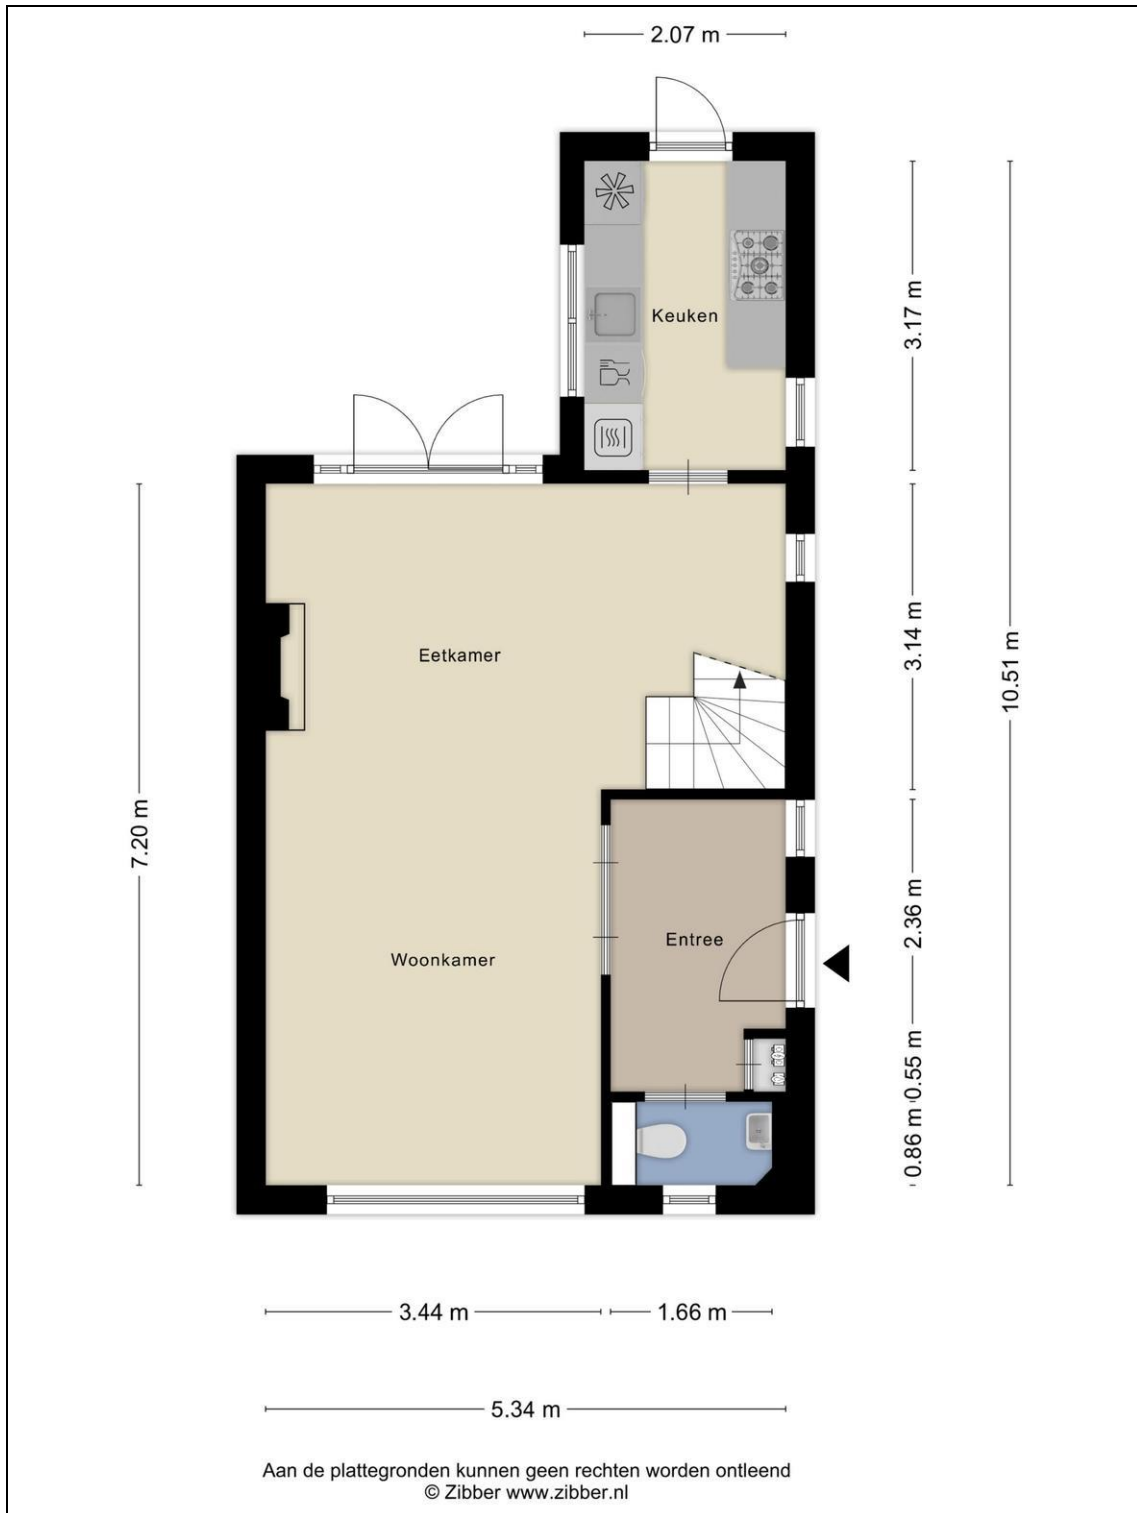 2.07 m
Keuken
3.17 m
Eetkamer
3.14 m
10.51 m
7.20 m
Entree
2.36 m
Woonkamer
0.55 m
0.86 m
3.44 m
1.66 m
5.34 m
Aan de plattegronden kunnen geen rechten worden ontleend
© Zibber www.zibber.nl